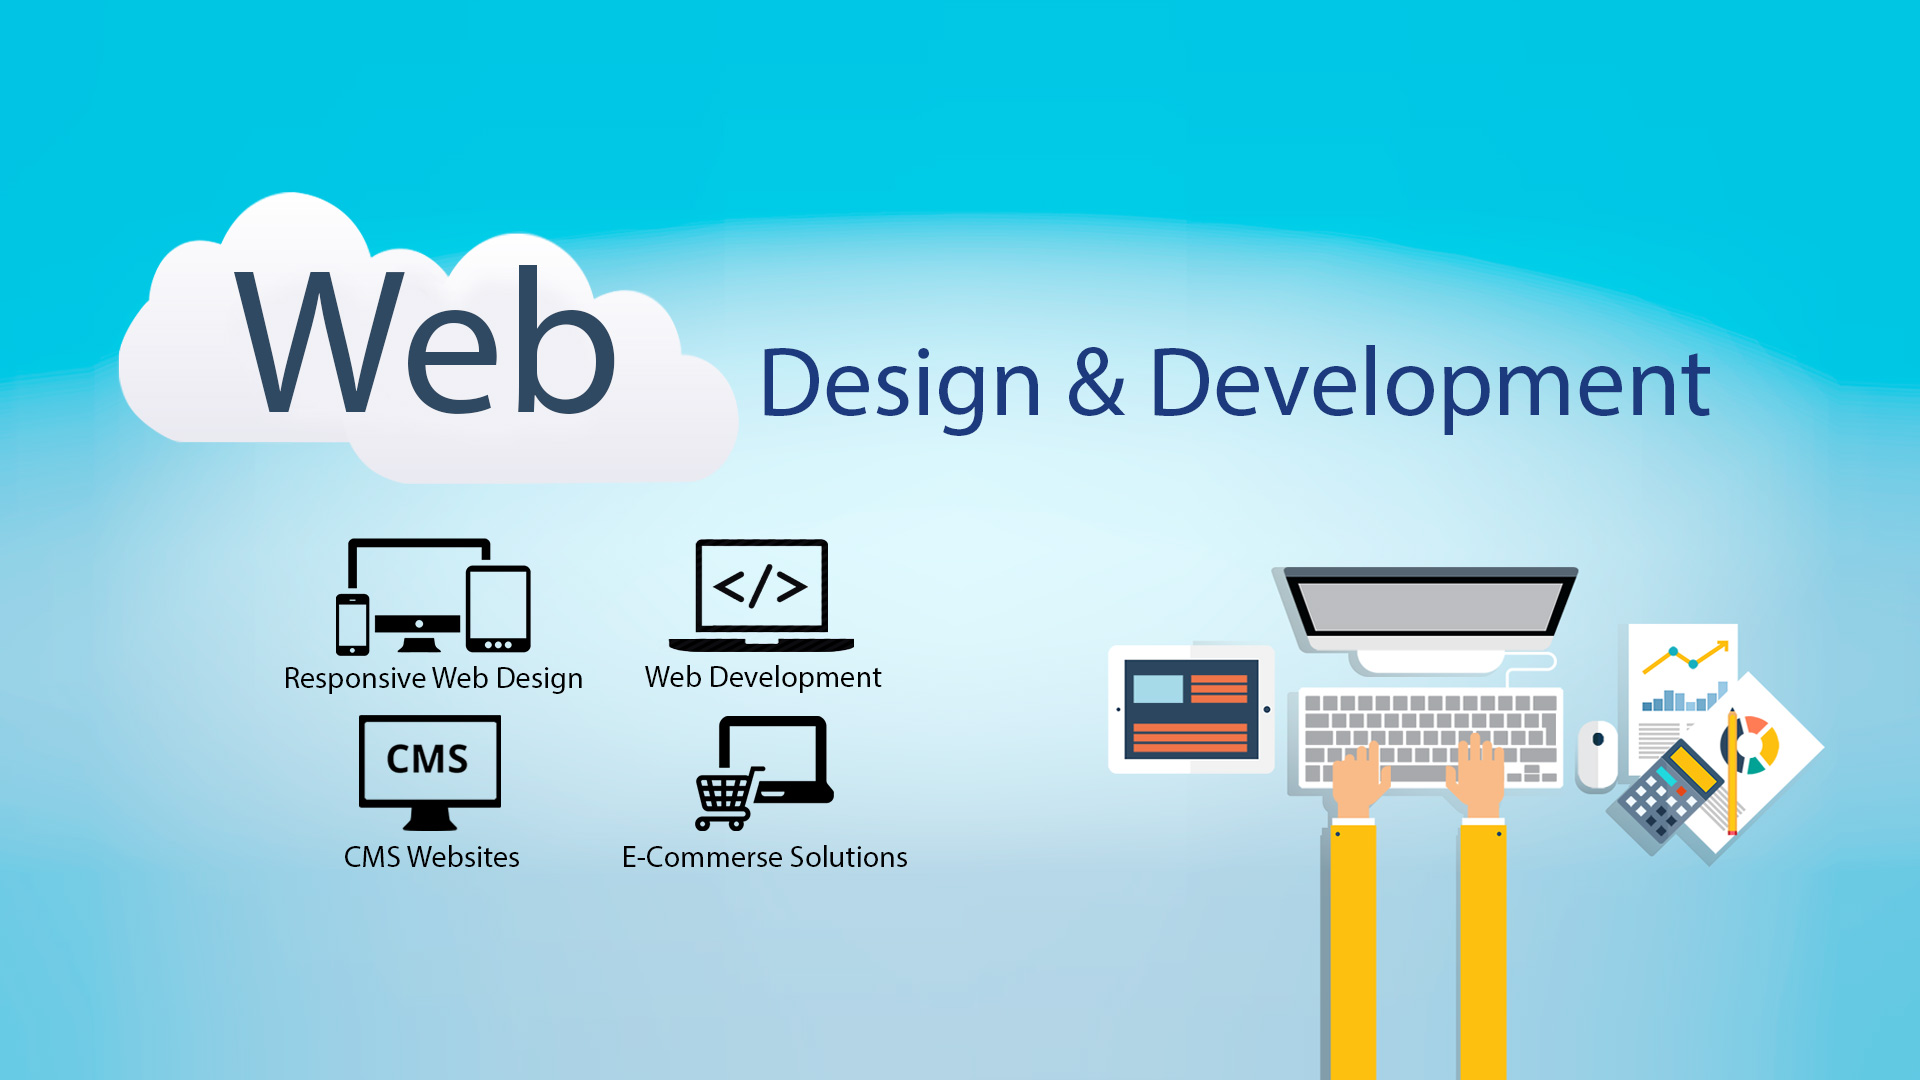 Web
Design & Development
Responsive Web Design
Web Development
CMS
CMS Websites
E-Commerse Solutions